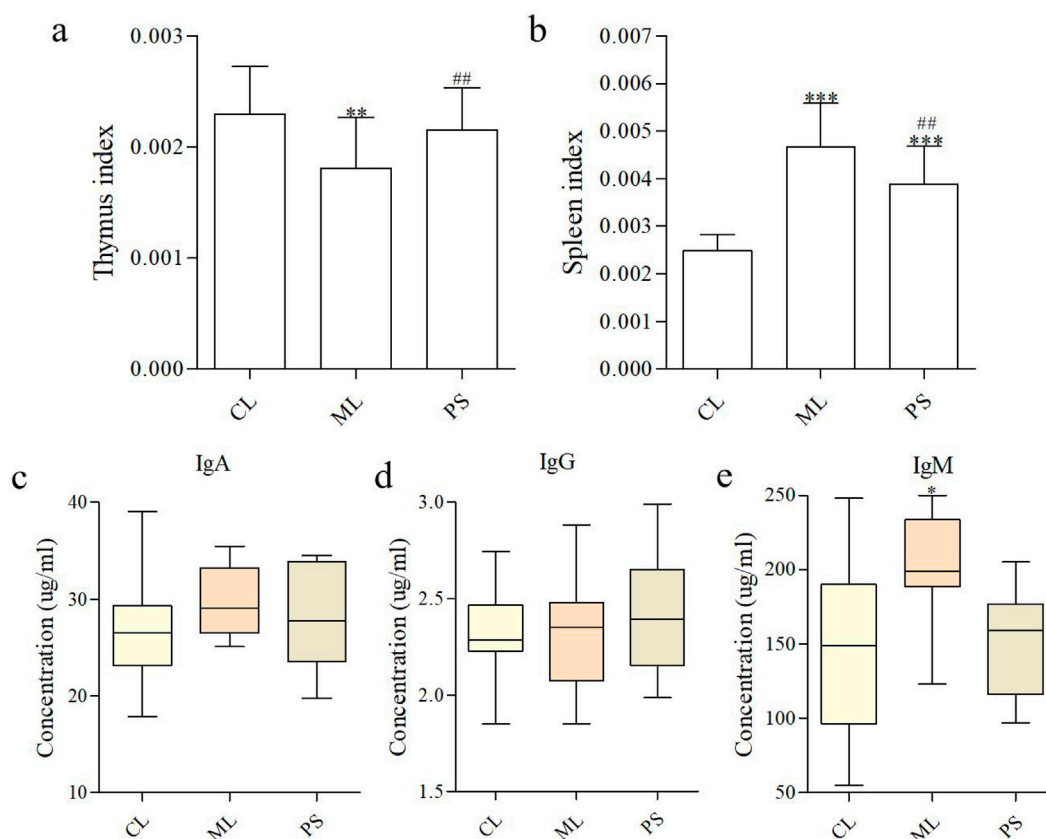 a
Thymus index
0.003
0.002
0.001
0.000
**
##
CL
ML
PS
b
Spleen index
0.007
0.006
0.005
0.004
0.003
0.002
0.001
0.000
***
##
***
CL
ML
PS
c
IgA
Concentration (ug/ml)
40
30
20
10
CL
ML
PS
d
IgG
Concentration (ug/ml)
3.0
2.5
2.0
1.5
CL
ML
PS
e
IgM
Concentration (ug/ml)
250
200
150
100
50
*
CL
ML
PS